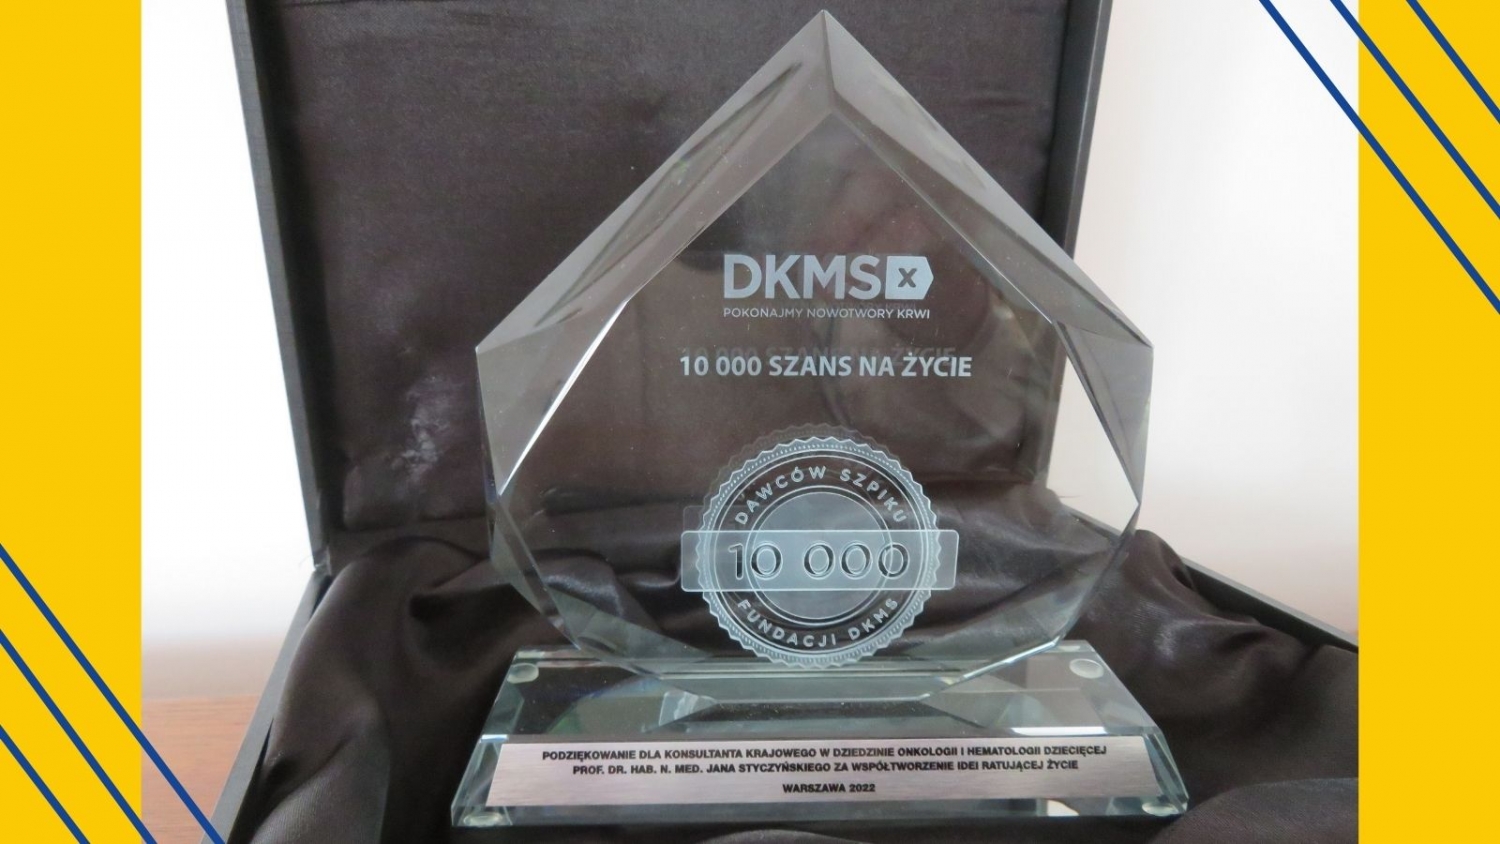 DKMS x
POKONAJMY NOWOTWORY KRWI
10 000 SZANS NA ŻYCIE
DAWCÓW SZPIKU
10 000
FUNDACJI DKMS
PODZIĘKOWANIE DLA KONSULTANTA KRAJOWEGO W DZIEDZINIE ONKOLOGII I HEMATOLOGII DZIECIĘCEJ
PROF. DR. HAB. N. MED. JANA STYCZYŃSKIEGO ZA WSPÓŁTWORZENIE IDEI RATUJĄCEJ ŻYCIE
WARSZAWA 2022